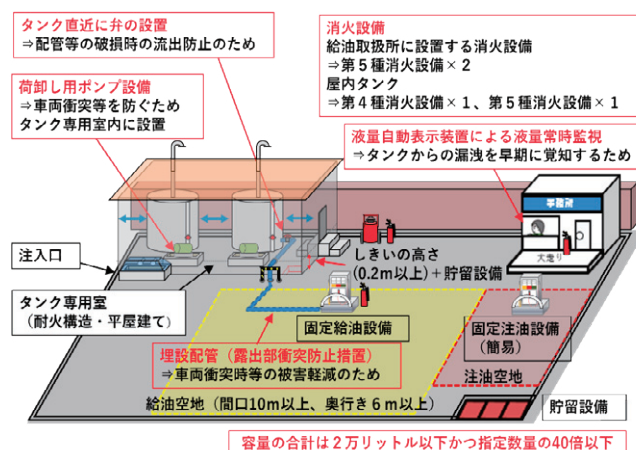 タンク直近に弁の設置
⇒配管等の破損時の流出防止のため
荷卸し用ポンプ設備
⇒車両衝突等を防ぐため
タンク専用室内に設置
消火設備
給油取扱所に設置する消火設備
⇒第５種消火設備×２
屋内タンク
⇒第４種消火設備×１、第５種消火設備×１
液量自動表示装置による液量常時監視
⇒タンクからの漏洩を早期に覚知するため
事務所
犬走り
注入口
しきいの高さ
(0.2m以上)＋貯留設備
タンク専用室
（耐火構造・平屋建て）
固定給油設備
固定注油設備
（簡易）
埋設配管（露出部衝突防止措置）
⇒車両衝突時等の被害軽減のため
注油空地
給油空地（間口10m以上、奥行き６m以上）
貯留設備
容量の合計は２万リットル以下かつ指定数量の40倍以下